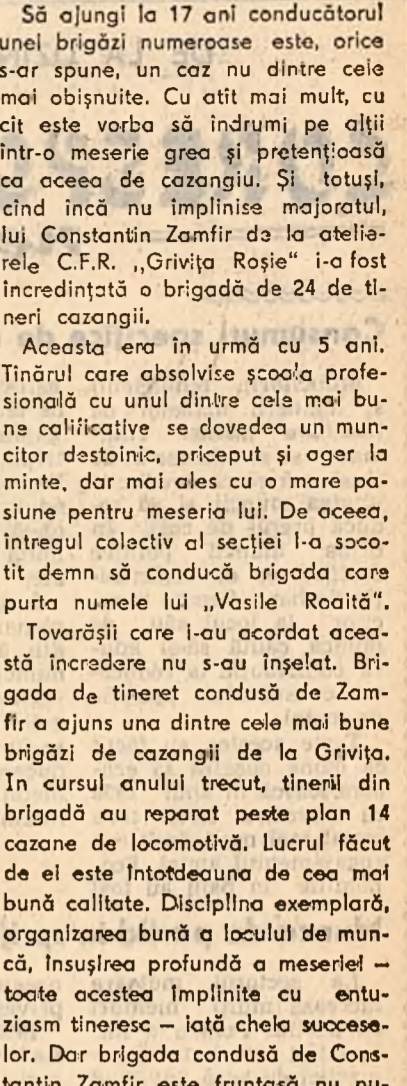 Să ajungi la 17 ani conducătorul
unei brigăzi numeroase este, orice
s-ar spune, un caz nu dintre cele
mai obișnuite. Cu atît mai mult, cu
cît este vorba să îndrumi pe alții
într-o meserie grea și pretențioasă
ca aceea de cazangiu. Și totuși,
cînd încă nu împlinise majoratul,
lui Constantin Zamfir de la atelie-
rele C.F.R. „Grivița Roșie“ i-a fost
încredințată o brigadă de 24 de ti-
neri cazangii.
Aceasta era în urmă cu 5 ani.
Tînărul care absolvise școala profe-
sională cu unul dintre cele mai bu-
ne calificative se dovedea un mun-
citor destoinic, priceput și ager la
minte, dar mai ales cu o mare pa-
siune pentru meseria lui. De aceea,
întregul colectiv al secției l-a soco-
tit demn să conducă brigada care
purta numele lui „Vasile Roaită“.
Tovarășii care i-au acordat acea-
stă încredere nu s-au înșelat. Bri-
gada de tineret condusă de Zam-
fir a ajuns una dintre cele mai bune
brigăzi de cazangii de la Grivița.
In cursul anului trecut, tinerii din
brigadă au reparat peste plan 14
cazane de locomotivă. Lucrul făcut
de ei este întotdeauna de cea mai
bună calitate. Disciplina exemplară,
organizarea bună a locului de mun-
că, însușirea profundă a meseriei —
toate acestea împlinite cu entu-
ziasm tineresc — iată cheia succese-
lor. Dar brigada condusă de Cons-
tantin Zamfir este fruntașă nu nu-